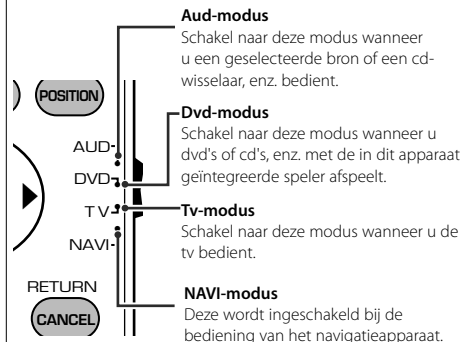 Aud-modus
Schakel naar deze modus wanneer
u een geselecteerde bron of een cd-
wisselaar, enz. bedient.
POSITION
Dvd-modus
Schakel naar deze modus wanneer u
dvd's of cd's, enz. met de in dit apparaat
geïntegreerde speler afspeelt.
AUD
DVD
TV
NAVI
Tv-modus
Schakel naar deze modus wanneer u de
tv bedient.
RETURN
CANCEL
NAVI-modus
Deze wordt ingeschakeld bij de
bediening van het navigatieapparaat.